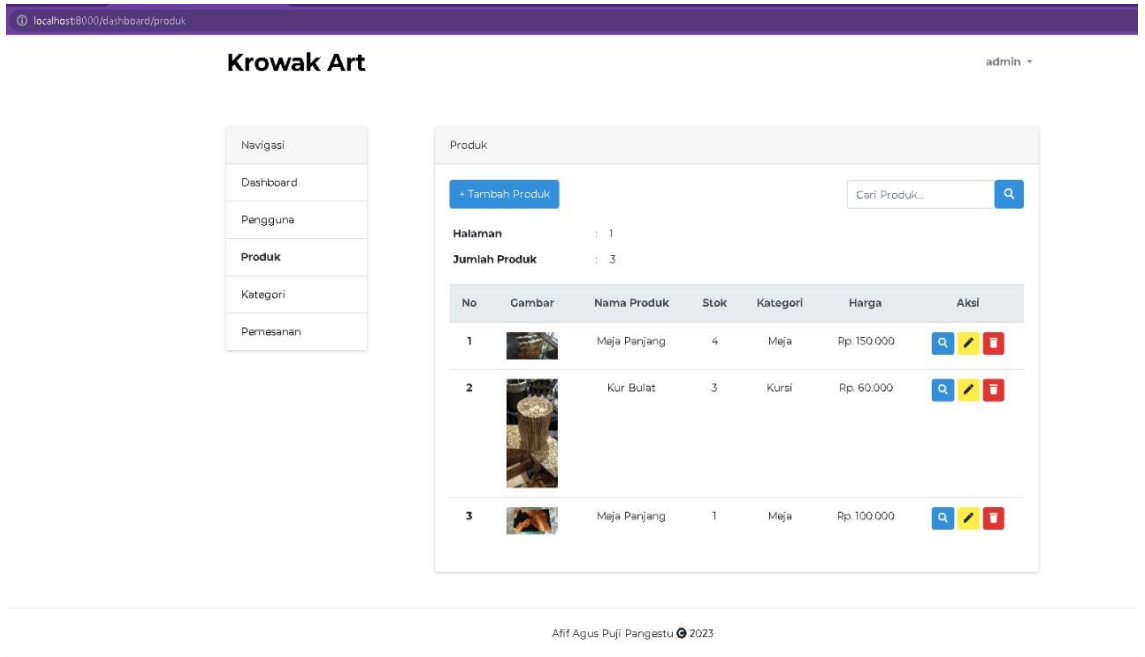 localhost:8000/dashboard/produk
Krowak Art
admin
Navigasi
Dashboard
Pengguna
Produk
Kategori
Pemesanan
Produk
+ Tambah Produk
Cari Produk...
Halaman : 1
Jumlah Produk : 3
No Gambar Nama Produk Stok Kategori Harga Aksi
1 Meja Panjang 4 Meja Rp. 150.000
2 Kur Bulat 3 Kursi Rp. 60.000
3 Meja Panjang 1 Meja Rp. 100.000
Afif Agus Puji Pangestu © 2023